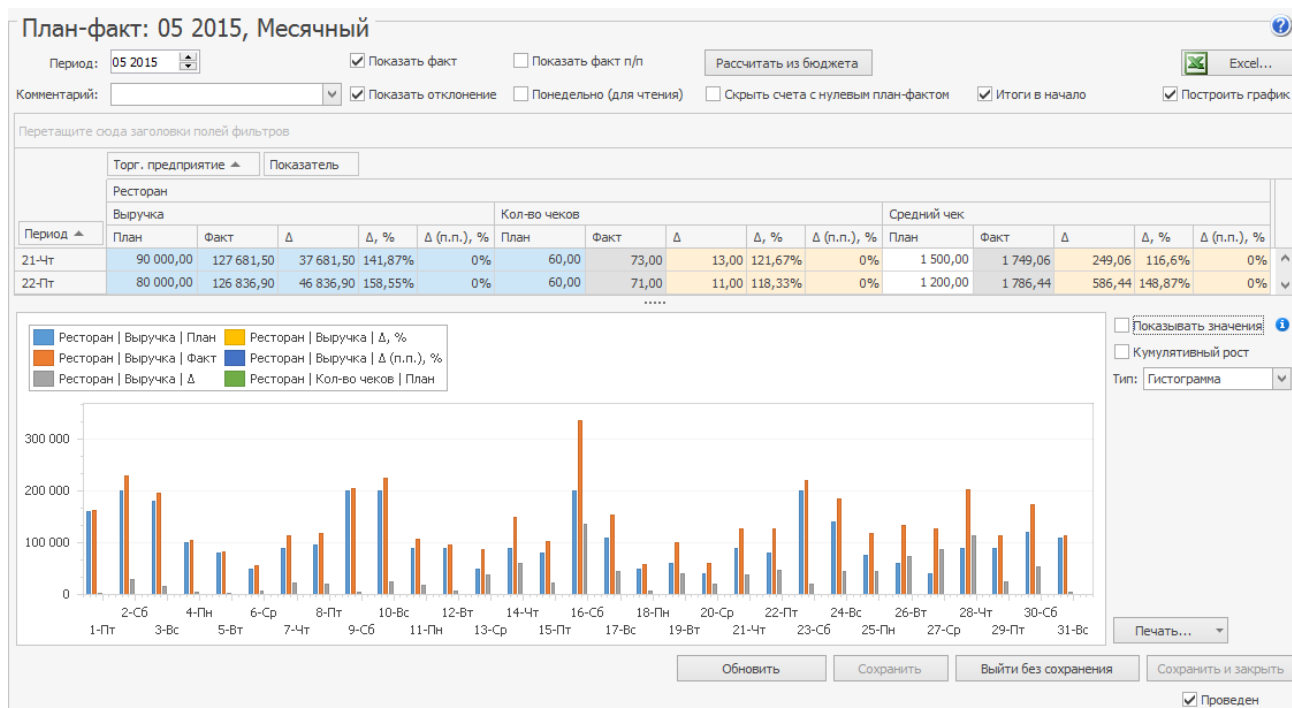 План-факт: 05 2015, Месячный
Период: 05 2015 Показать факт Показать факт п/п Рассчитать из бюджета Excel...
Комментарий: Показать отклонение Понедельно (для чтения) Скрыть счета с нулевым план-фактом Итоги в начало Построить график
Перетащите сюда заголовки полей фильтров
Торг. предприятие Показатель
Ресторан
Выручка Кол-во чеков Средний чек
Период План Факт Δ Δ, % Δ (п.п.), % План Факт Δ Δ, % Δ (п.п.), % План Факт Δ Δ, % Δ (п.п.), %
21-Чт 90 000,00 127 681,50 37 681,50 141,87% 0% 60,00 73,00 13,00 121,67% 0% 1 500,00 1 749,06 249,06 116,6% 0%
22-Пт 80 000,00 126 836,90 46 836,90 158,55% 0% 60,00 71,00 11,00 118,33% 0% 1 200,00 1 786,44 586,44 148,87% 0%
Ресторан | Выручка | План Ресторан | Выручка | Δ, %
Ресторан | Выручка | Факт Ресторан | Выручка | Δ (п.п.), %
Ресторан | Выручка | Δ Ресторан | Кол-во чеков | План
Показывать значения
Кумулятивный рост
Тип: Гистограмма
300 000
200 000
100 000
0
2-Сб 4-Пн 6-Ср 8-Пт 10-Вс 12-Вт 14-Чт 16-Сб 18-Пн 20-Ср 22-Пт 24-Вс 26-Вт 28-Чт 30-Сб
1-Пт 3-Вс 5-Вт 7-Чт 9-Сб 11-Пн 13-Ср 15-Пт 17-Вс 19-Вт 21-Чт 23-Сб 25-Пн 27-Ср 29-Пт 31-Вс
Печать...
Обновить Сохранить Выйти без сохранения Сохранить и закрыть
Проведен